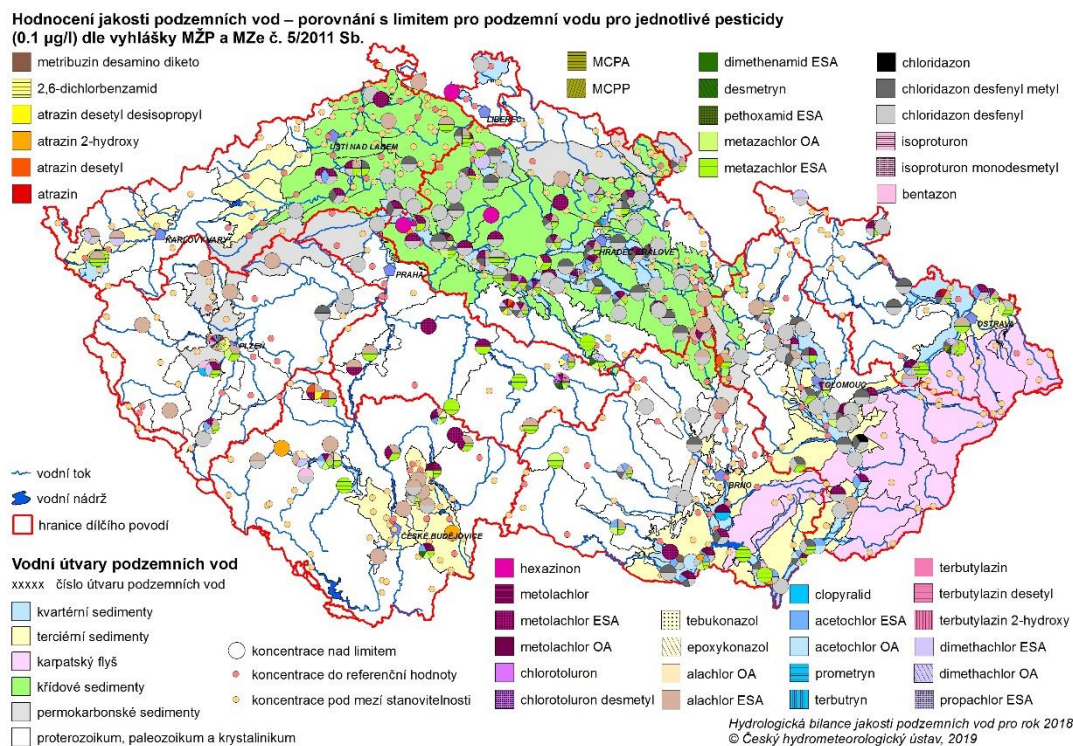 Hodnocení jakosti podzemních vod – porovnání s limitem pro podzemní vodu pro jednotlivé pesticidy
(0.1 µg/l) dle vyhlášky MŽP a MZe č. 5/2011 Sb.
metribuzin desamino diketo
2,6-dichlorbenzamid
atrazin desetyl desisopropyl
atrazin 2-hydroxy
atrazin desetyl
atrazin
MCPA
MCPP
dimethenamid ESA
desmetryn
pethoxamid ESA
metazachlor OA
metazachlor ESA
chloridazon
chloridazon desfenyl metyl
chloridazon desfenyl
isoproturon
isoproturon monodesmetyl
bentazon
LIBEREC
ÚSTÍ NAD LABEM
KARLOVY VARY
HRADEC KRÁLOVÉ
PRAHA
OSTRAVA
PLZEŇ
OLOMOUC
BRNO
ČESKÉ BUDĚJOVICE
vodní tok
vodní nádrž
hranice dílčího povodí
Vodní útvary podzemních vod
xxxxx číslo útvaru podzemních vod
kvartérní sedimenty
terciérní sedimenty
karpatský flyš
křídové sedimenty
permokarbonské sedimenty
proterozoikum, paleozoikum a krystalinikum
koncentrace nad limitem
koncentrace do referenční hodnoty
koncentrace pod mezí stanovitelnosti
hexazinon
metolachlor
metolachlor ESA
metolachlor OA
chlorotoluron
chlorotoluron desmetyl
tebukonazol
epoxykonazol
alachlor OA
alachlor ESA
clopyralid
acetochlor ESA
acetochlor OA
prometryn
terbutryn
terbutylazin
terbutylazin desetyl
terbutylazin 2-hydroxy
dimethachlor ESA
dimethachlor OA
propachlor ESA
Hydrologická bilance jakosti podzemních vod pro rok 2018
© Český hydrometeorologický ústav, 2019